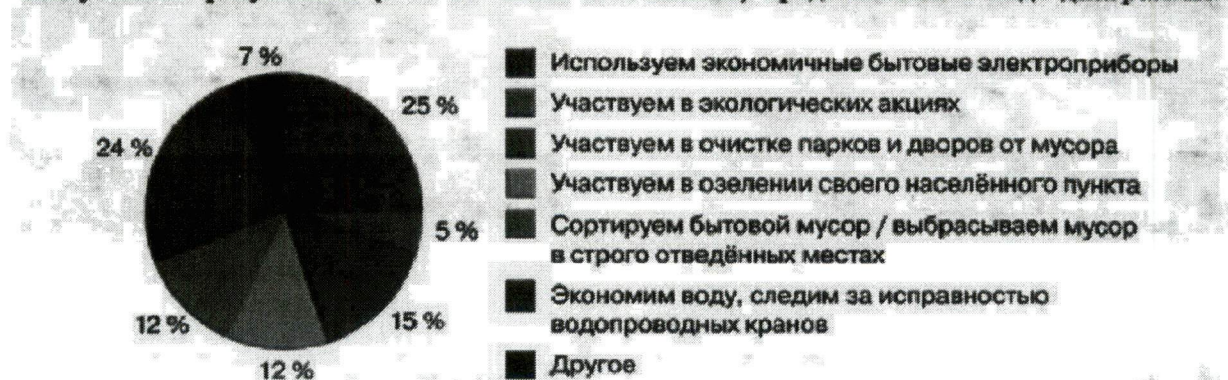 7 %
25 %
24 %
5 %
12 %
15 %
12 %
Используем экономичные бытовые электроприборы
Участвуем в экологических акциях
Участвуем в очистке парков и дворов от мусора
Участвуем в озелении своего населённого пункта
Сортируем бытовой мусор / выбрасываем мусор
в строго отведённых местах
Экономим воду, следим за исправностью
водопроводных кранов
Другое